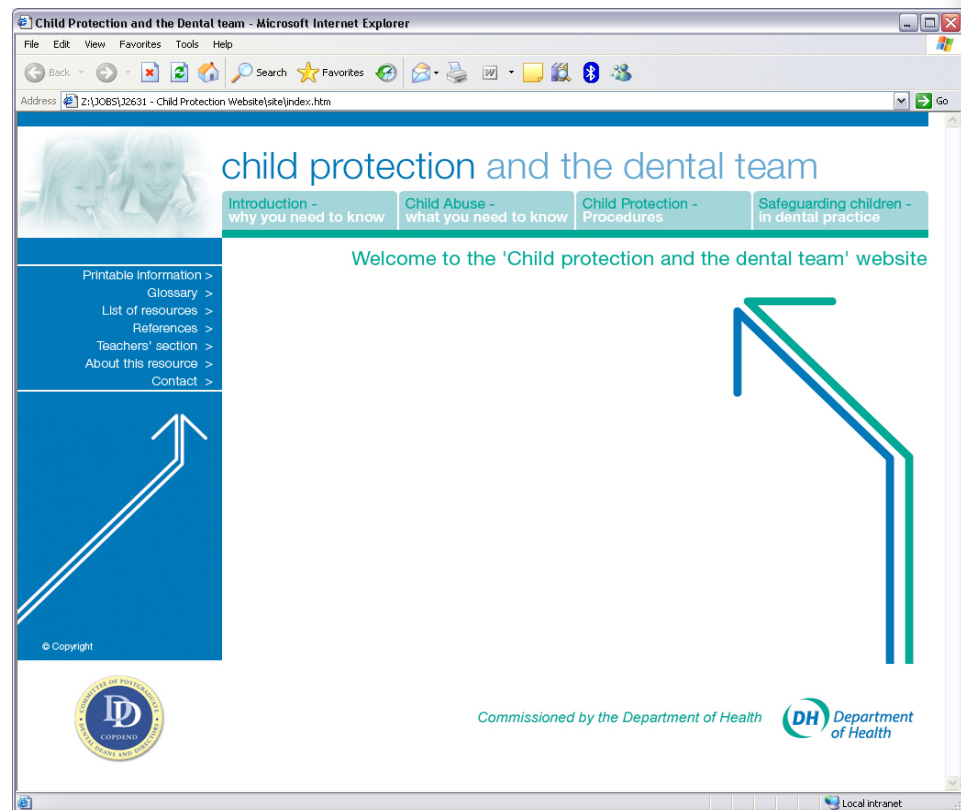 Child Protection and the Dental team - Microsoft Internet Explorer
File Edit View Favorites Tools Help
Back Search Favorites
Address Z:\JOBS\J2631 - Child Protection Website\site\index.htm Go
child protection and the dental team
Introduction -
why you need to know
Child Abuse -
what you need to know
Child Protection -
Procedures
Safeguarding children -
in dental practice
Welcome to the 'Child protection and the dental team' website
Printable information >
Glossary >
List of resources >
References >
Teachers' section >
About this resource >
Contact >
© Copyright
COMMITTEE OF POSTGRADUATE
DENTAL DEANS AND DIRECTORS
COPDEND
Commissioned by the Department of Health
DH Department
of Health
Local intranet